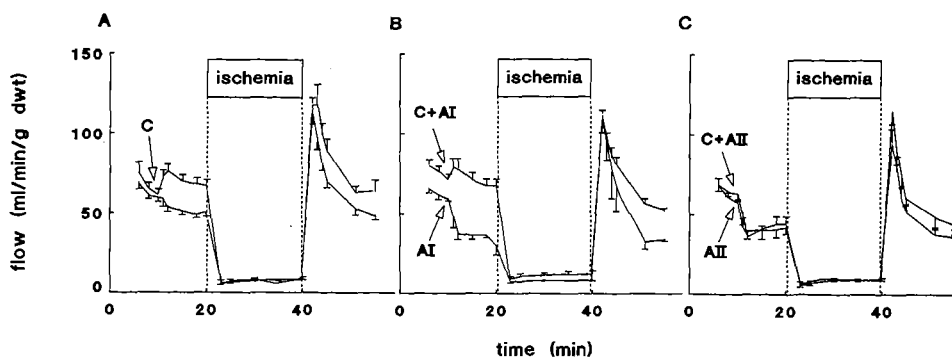 A
B
C
150
100
50
0
flow (ml/min/g dwt)
ischemia
ischemia
ischemia
C
C+AI
AI
C+AII
AII
0 20 40
0 20 40
0 20 40
time (min)